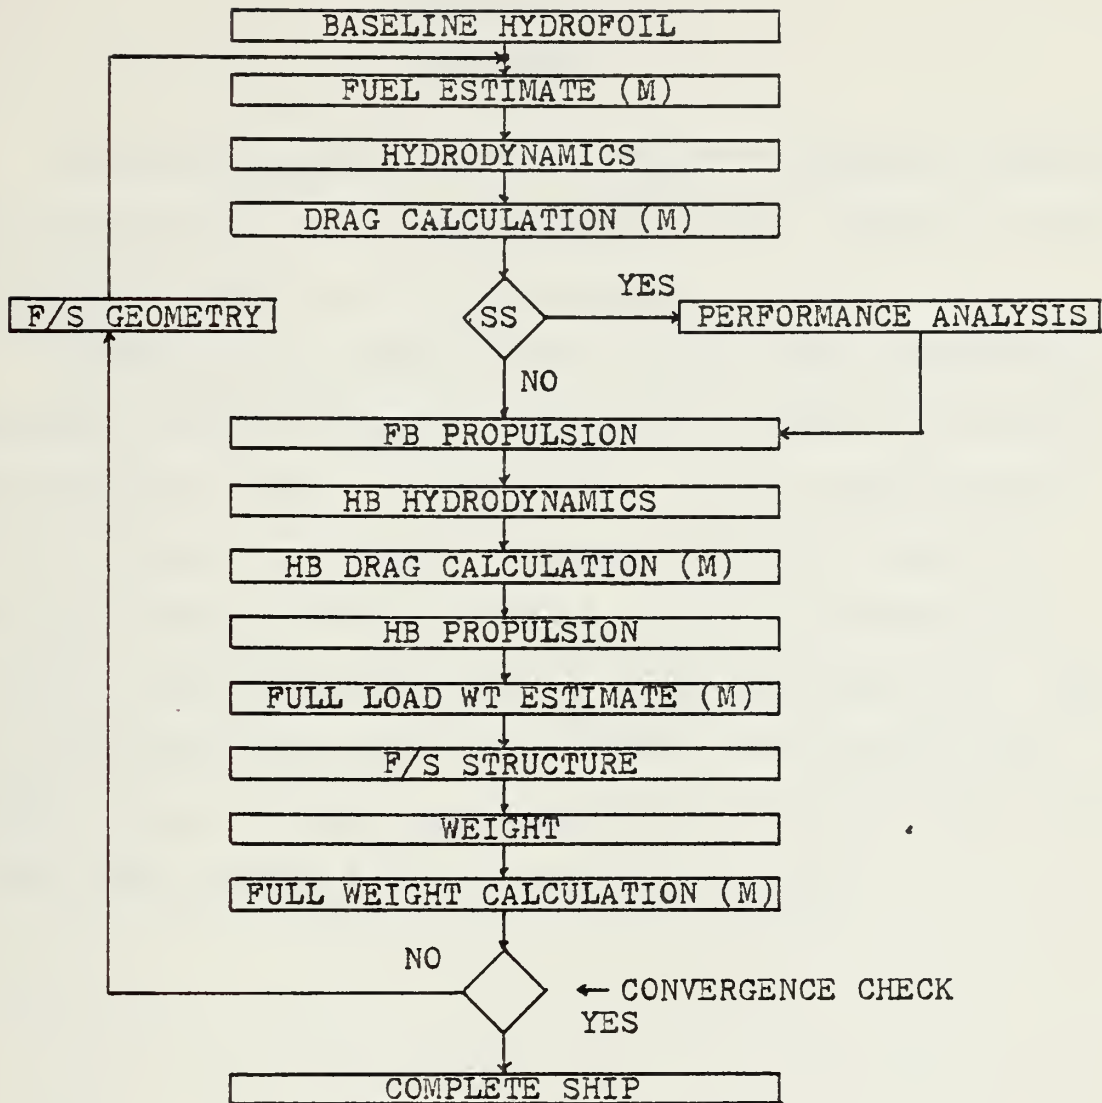 BASELINE HYDROFOIL
FUEL ESTIMATE (M)
HYDRODYNAMICS
DRAG CALCULATION (M)
YES
F/S GEOMETRY
SS
PERFORMANCE ANALYSIS
NO
FB PROPULSION
HB HYDRODYNAMICS
HB DRAG CALCULATION (M)
HB PROPULSION
FULL LOAD WT ESTIMATE (M)
F/S STRUCTURE
WEIGHT
FULL WEIGHT CALCULATION (M)
NO
← CONVERGENCE CHECK
YES
COMPLETE SHIP